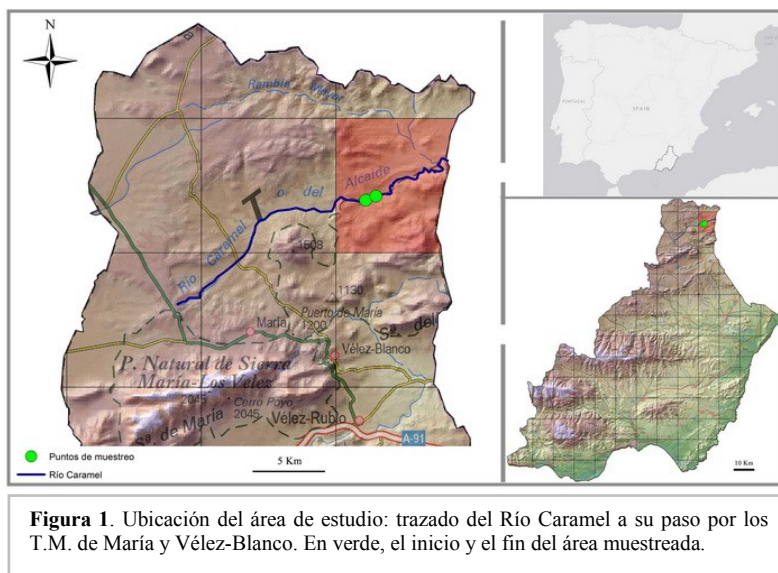 N
Rambla Mayor
Alcaide
o. del
Río Caramel
1508
1130
Puerto de María
1200
María
Sª. del
Vélez-Blanco
P. Natural de Sierra
María-Los Velez
2045
Cerro Poyo
2045
Sª. de María
Vélez-Rubio
A-91
Puntos de muestreo
Río Caramel
5 Km
PORTUGAL
SPAIN
10 Km
Figura 1. Ubicación del área de estudio: trazado del Río Caramel a su paso por los
T.M. de María y Vélez-Blanco. En verde, el inicio y el fin del área muestreada.